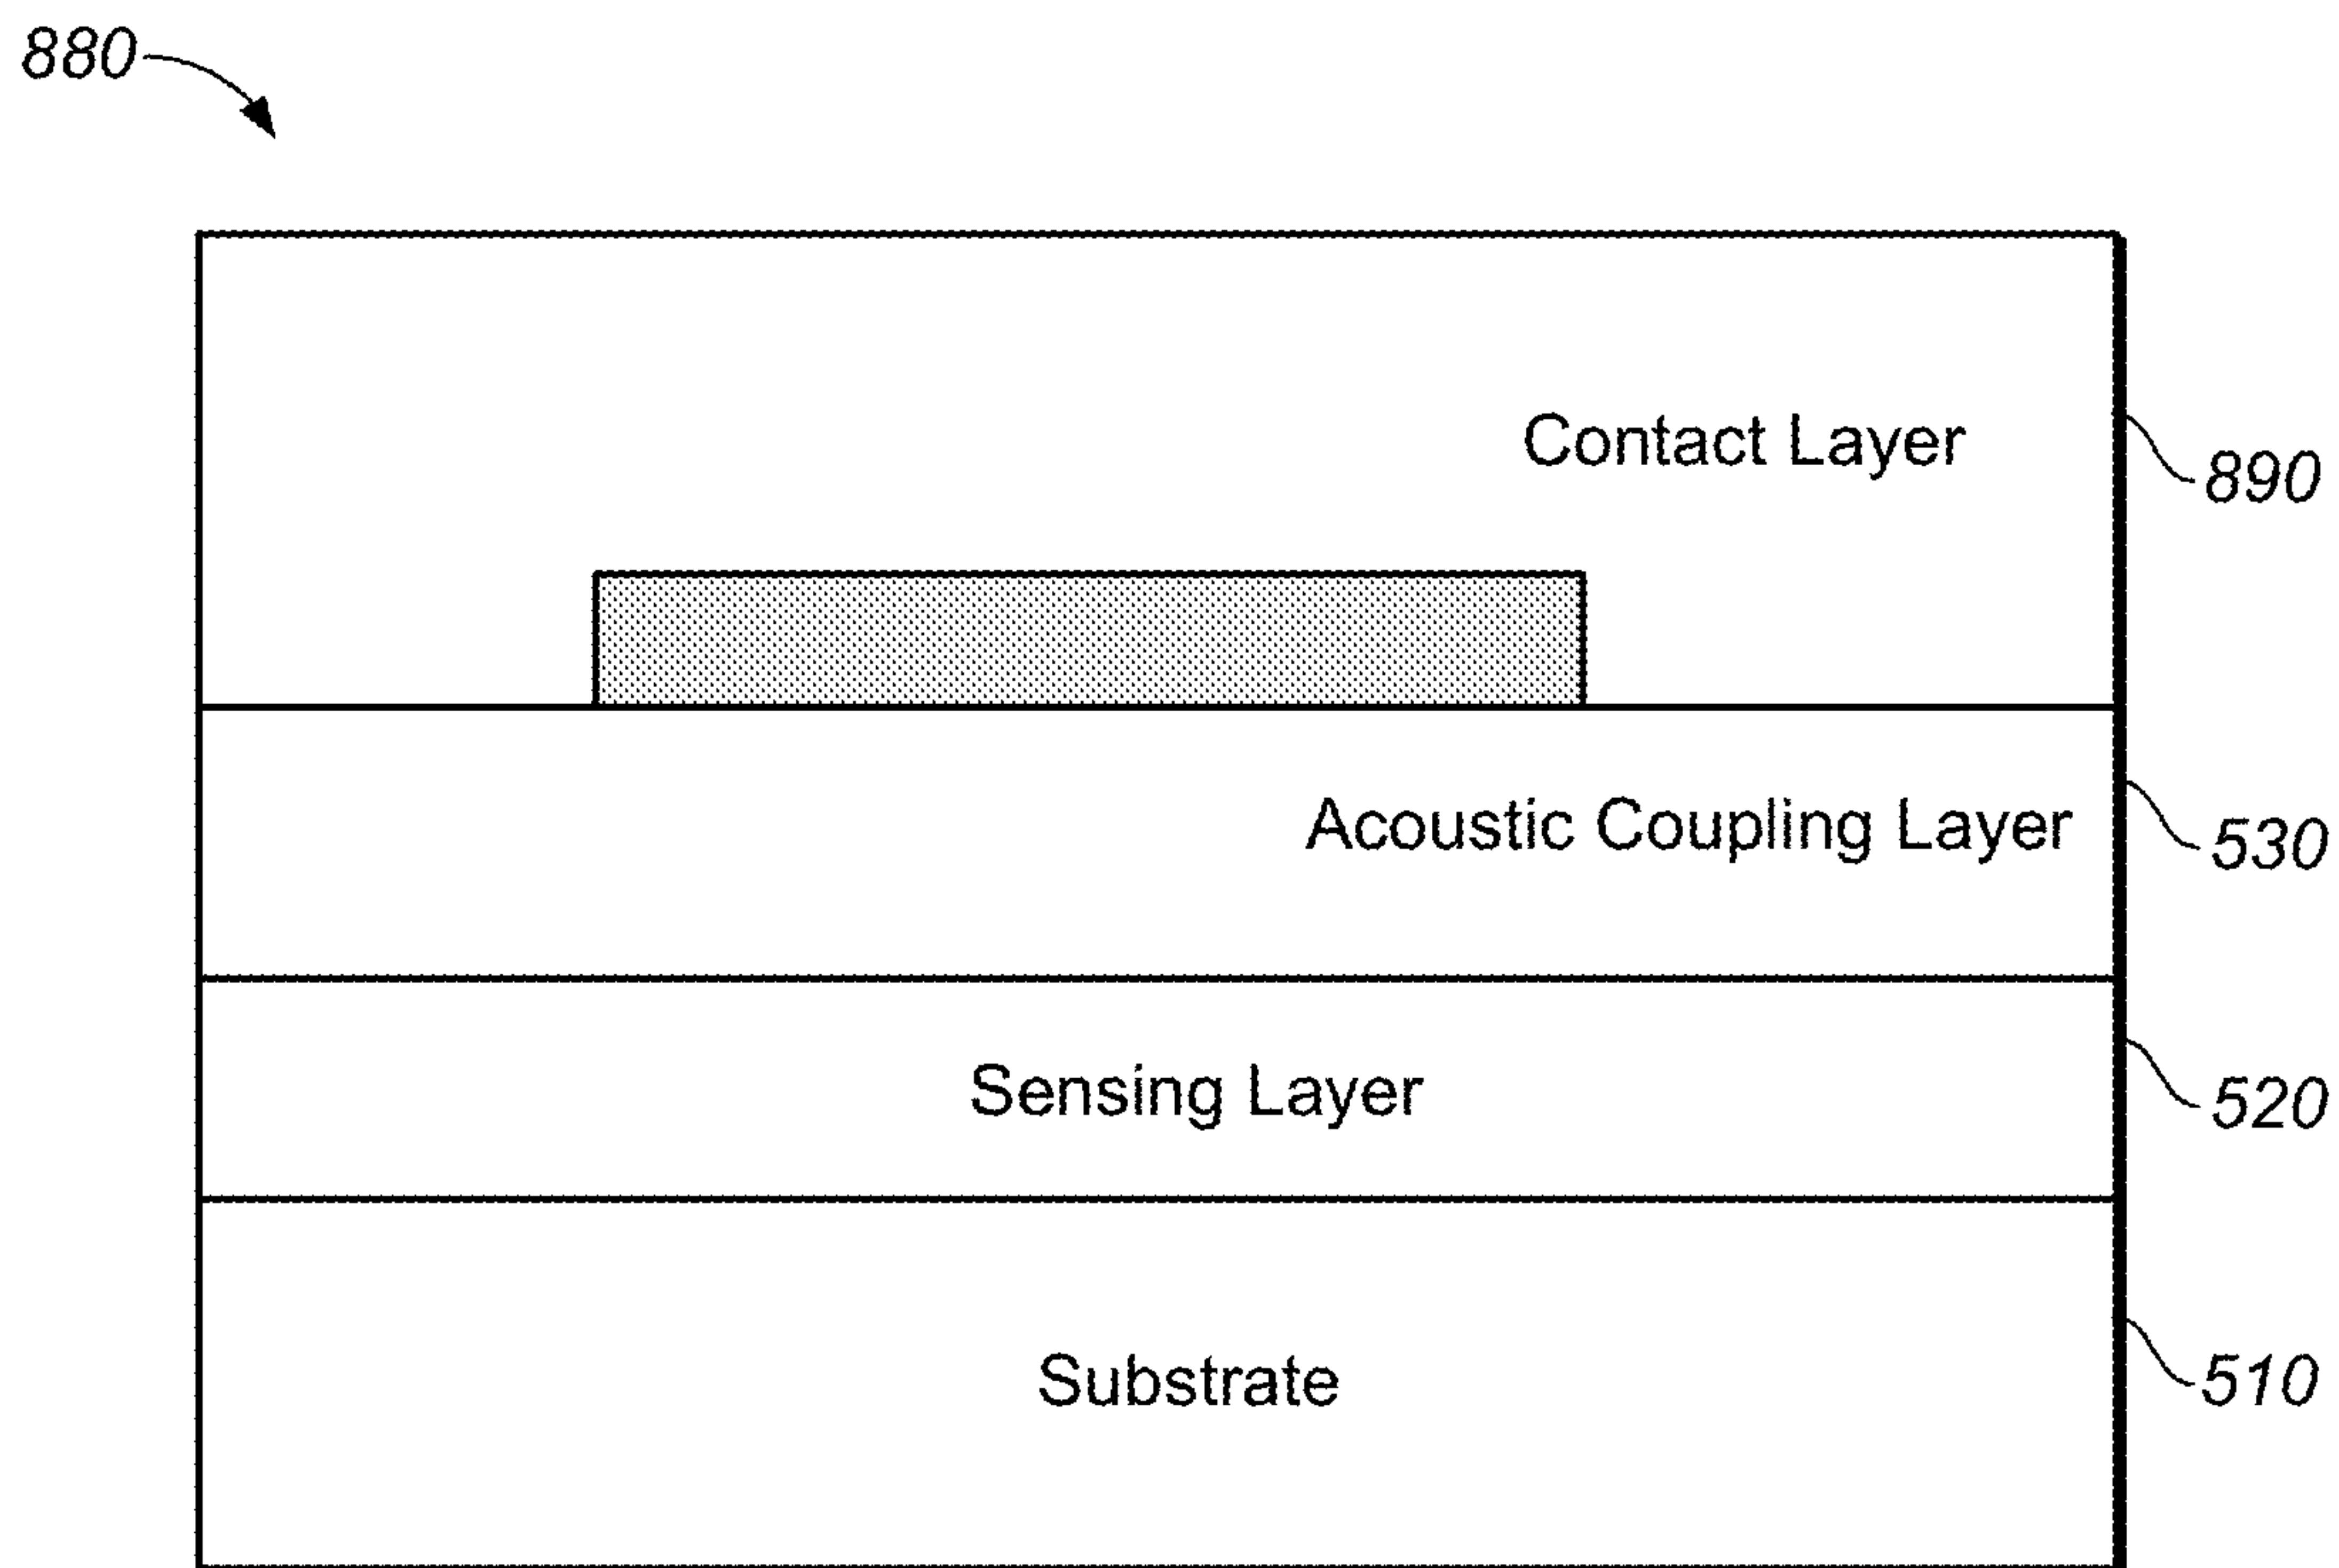 880
Contact Layer
890
Acoustic Coupling Layer
530
Sensing Layer
520
Substrate
510